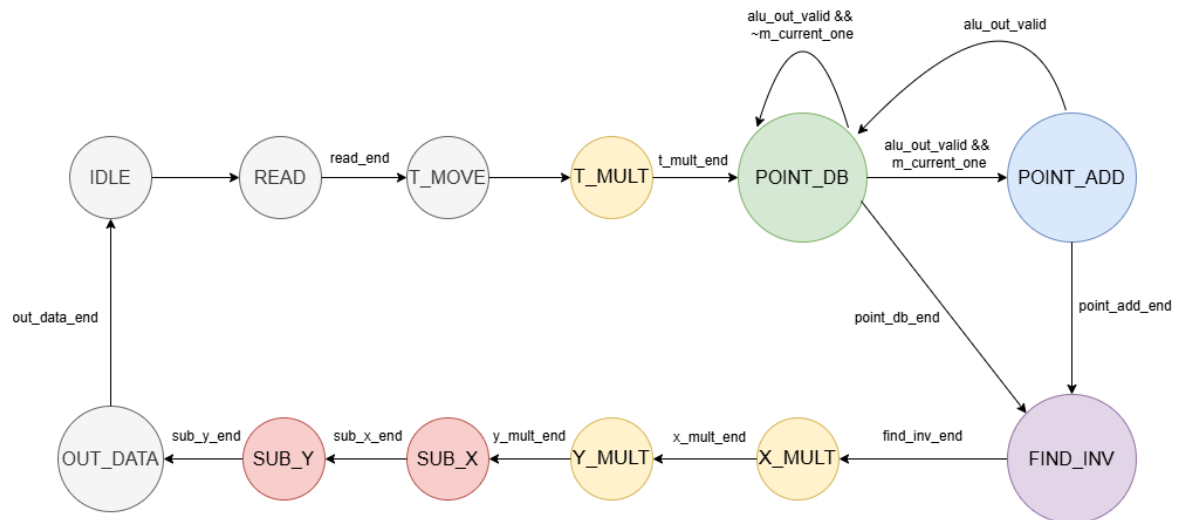 alu_out_valid &&
~m_current_one
alu_out_valid
IDLE
READ
read_end
T_MOVE
T_MULT
t_mult_end
POINT_DB
alu_out_valid &&
m_current_one
POINT_ADD
out_data_end
point_db_end
point_add_end
OUT_DATA
sub_y_end
SUB_Y
sub_x_end
SUB_X
y_mult_end
Y_MULT
x_mult_end
X_MULT
find_inv_end
FIND_INV